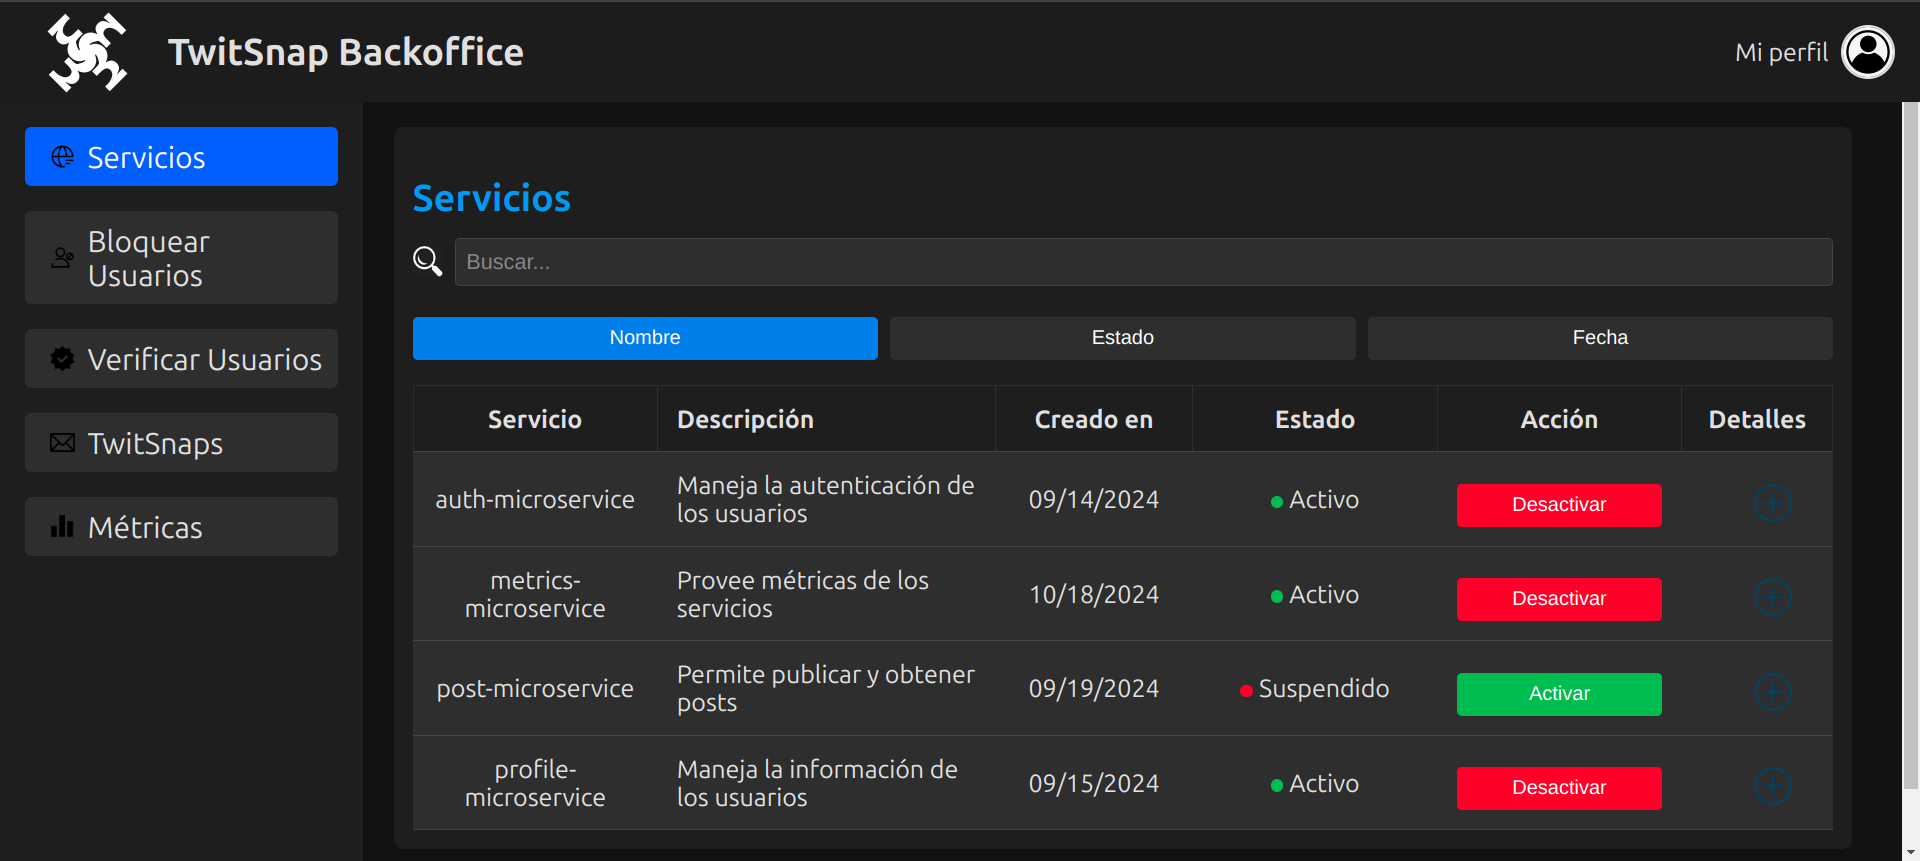 TwitSnap Backoffice
Mi perfil
Servicios
Bloquear
Usuarios
Verificar Usuarios
TwitSnaps
Métricas
Servicios
Buscar...
Nombre Estado Fecha
Servicio Descripción Creado en Estado Acción Detalles
auth-microservice Maneja la autenticación de
los usuarios 09/14/2024 Activo Desactivar
metrics-
microservice Provee métricas de los
servicios 10/18/2024 Activo Desactivar
post-microservice Permite publicar y obtener
posts 09/19/2024 Suspendido Activar
profile-
microservice Maneja la información de
los usuarios 09/15/2024 Activo Desactivar